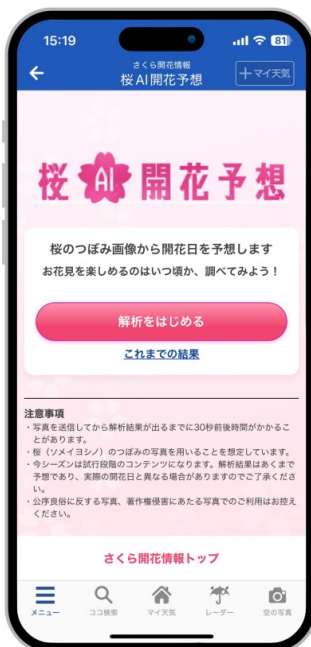 15:19
81
さくら開花情報
桜AI開花予想
+マイ天気
桜AI開花予想
桜のつぼみ画像から開花日を予想します
お花見を楽しめるのはいつ頃か、調べてみよう！
解析をはじめる
これまでの結果
注意事項
・写真を送信してから解析結果が出るまでに30秒前後時間がかかるこ
とがあります。
・桜（ソメイヨシノ）のつぼみの写真を用いることを想定しています。
・今シーズンは試行段階のコンテンツになります。解析結果はあくまで
予想であり、実際の開花日と異なる場合がありますのでご了承くださ
い。
・公序良俗に反する写真、著作権侵害にあたる写真でのご利用はお控え
ください。
さくら開花情報トップ
メニュー
ココ検索
マイ天気
レーダー
空の写真